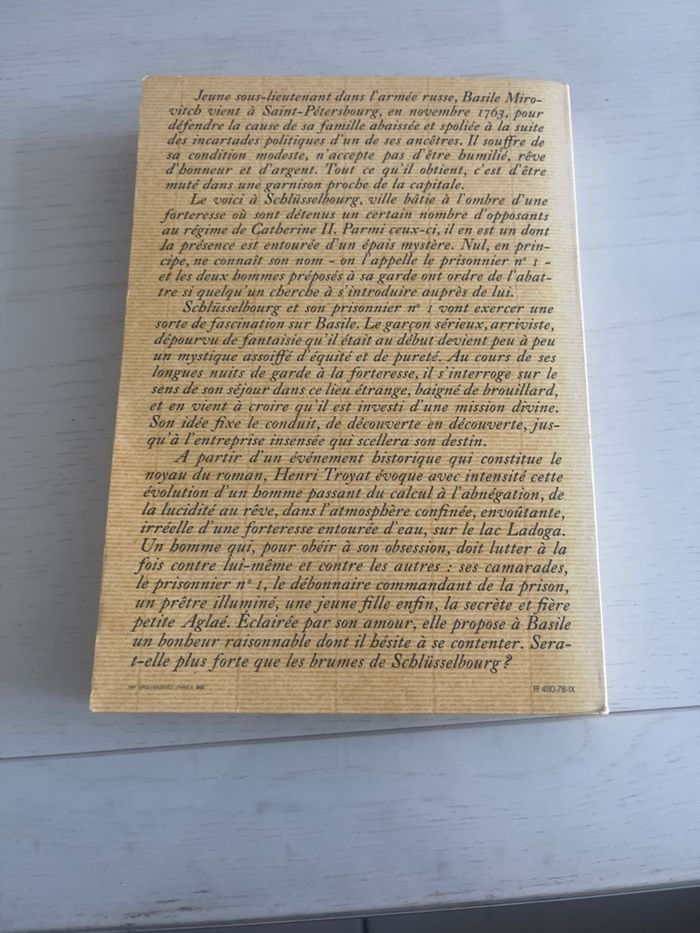 Jeune sous-lieutenant dans l'armée russe, Basile Miro-
vitch vient à Saint-Pétersbourg, en novembre 1763, pour
défendre la cause de sa famille abaissée et spoliée à la suite
des incartades politiques d'un de ses ancêtres. Il souffre de
sa condition modeste, n'accepte pas d'être humilié, rêve
d'honneur et d'argent. Tout ce qu'il obtient, c'est d'être
muté dans une garnison proche de la capitale.
Le voici à Schlüsselbourg, ville bâtie à l'ombre d'une
forteresse où sont détenus un certain nombre d'opposants
au régime de Catherine II. Parmi ceux-ci, il en est un dont
la présence est entourée d'un épais mystère. Nul, en prin-
cipe, ne connaît son nom - on l'appelle le prisonnier n° 1 -
et les deux hommes préposés à sa garde ont ordre de l'abat-
tre si quelqu'un cherche à s'introduire auprès de lui.
Schlüsselbourg et son prisonnier n° 1 vont exercer une
sorte de fascination sur Basile. Le garçon sérieux, arriviste,
dépourvu de fantaisie qu'il était au début devient peu à peu
un mystique assoiffé d'équité et de pureté. Au cours de ses
longues nuits de garde à la forteresse, il s'interroge sur le
sens de son séjour dans ce lieu étrange, baigné de brouillard,
et en vient à croire qu'il est investi d'une mission divine.
Son idée fixe le conduit, de découverte en découverte, jus-
qu'à l'entreprise insensée qui scellera son destin.
A partir d'un événement historique qui constitue le
noyau du roman, Henri Troyat évoque avec intensité cette
évolution d'un homme passant du calcul à l'abnégation, de
la lucidité au rêve, dans l'atmosphère confinée, envoûtante,
irréelle d'une forteresse entourée d'eau, sur le lac Ladoga.
Un homme qui, pour obéir à son obsession, doit lutter à la
fois contre lui-même et contre les autres : ses camarades,
le prisonnier n° 1, le débonnaire commandant de la prison,
un prêtre illuminé, une jeune fille enfin, la secrète et fière
petite Aglaé. Éclairée par son amour, elle propose à Basile
un bonheur raisonnable dont il hésite à se contenter. Sera-
t-elle plus forte que les brumes de Schlüsselbourg ?
FF 4110-78-IX